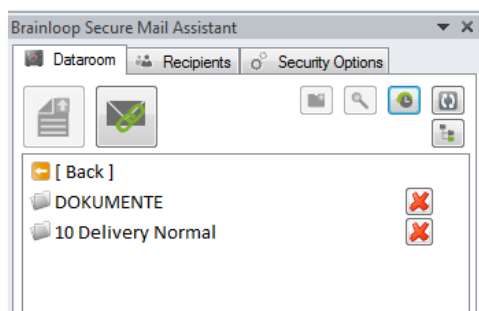 Brainloop Secure Mail Assistant
Dataroom Recipients Security Options
[ Back ]
DOKUMENTE
10 Delivery Normal